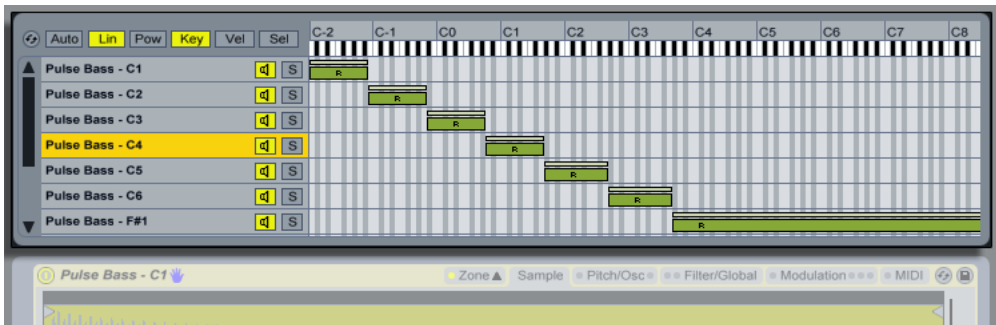 Auto Lin Pow Key Vel Sel C-2 C-1 C0 C1 C2 C3 C4 C5 C6 C7 C8
Pulse Bass - C1 S R
Pulse Bass - C2 S R
Pulse Bass - C3 S R
Pulse Bass - C4 S R
Pulse Bass - C5 S R
Pulse Bass - C6 S R
Pulse Bass - F#1 S R
Pulse Bass - C1 Zone Sample Pitch/Osc Filter/Global Modulation MIDI